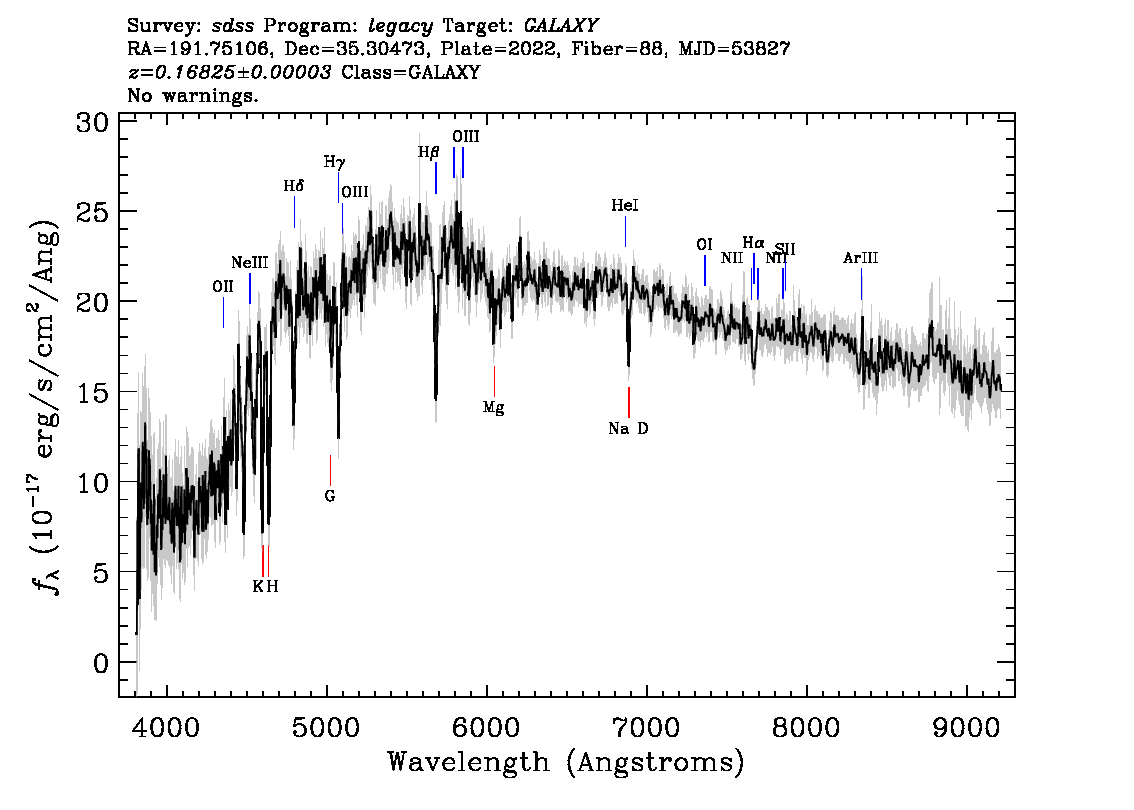 Survey: sdss Program: legacy Target: GALAXY
RA=191.75106, Dec=35.30473, Plate=2022, Fiber=88, MJD=53827
z=0.16825±0.00003 Class=GALAXY
No warnings.
30
25
20
15
10
5
0
f_λ (10^−17 erg/s/cm^2/Ang)
OII
NeIII
Hδ
Hγ
OIII
Hβ
OIII
HeI
OI
NII
Hα
NII
SII
ArIII
K
H
G
Mg
Na D
4000
5000
6000
7000
8000
9000
Wavelength (Angstroms)